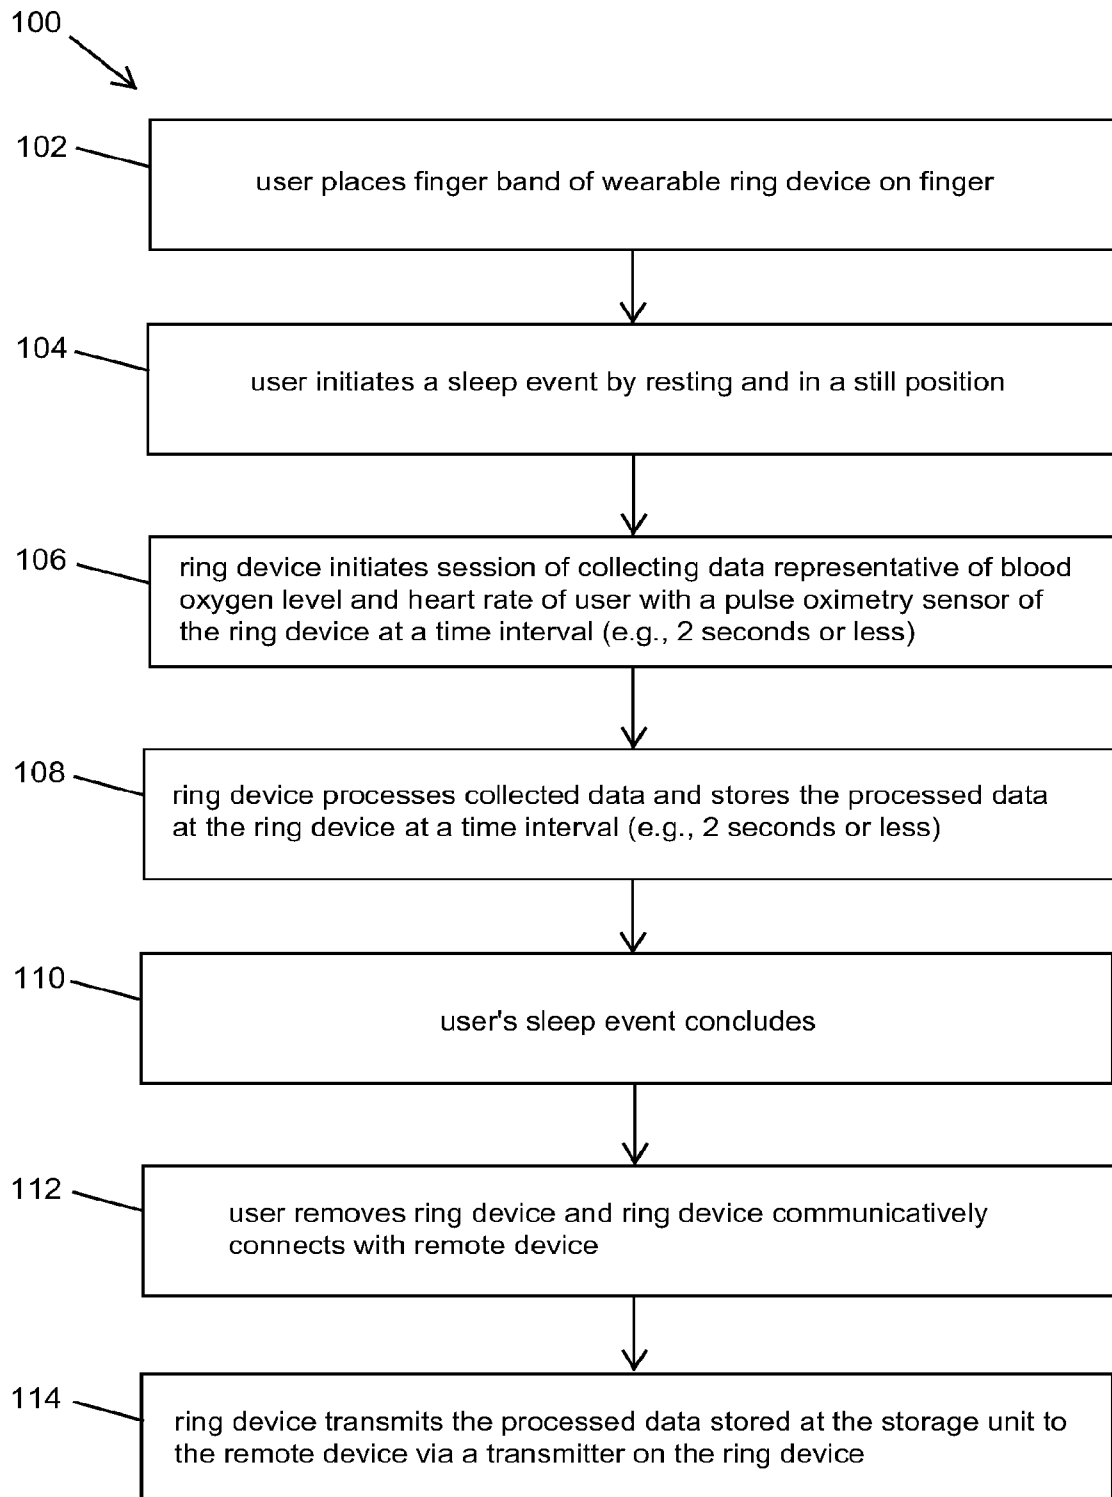 100
102
user places finger band of wearable ring device on finger
104
user initiates a sleep event by resting and in a still position
106
ring device initiates session of collecting data representative of blood
oxygen level and heart rate of user with a pulse oximetry sensor of
the ring device at a time interval (e.g., 2 seconds or less)
108
ring device processes collected data and stores the processed data
at the ring device at a time interval (e.g., 2 seconds or less)
110
user's sleep event concludes
112
user removes ring device and ring device communicatively
connects with remote device
114
ring device transmits the processed data stored at the storage unit to
the remote device via a transmitter on the ring device